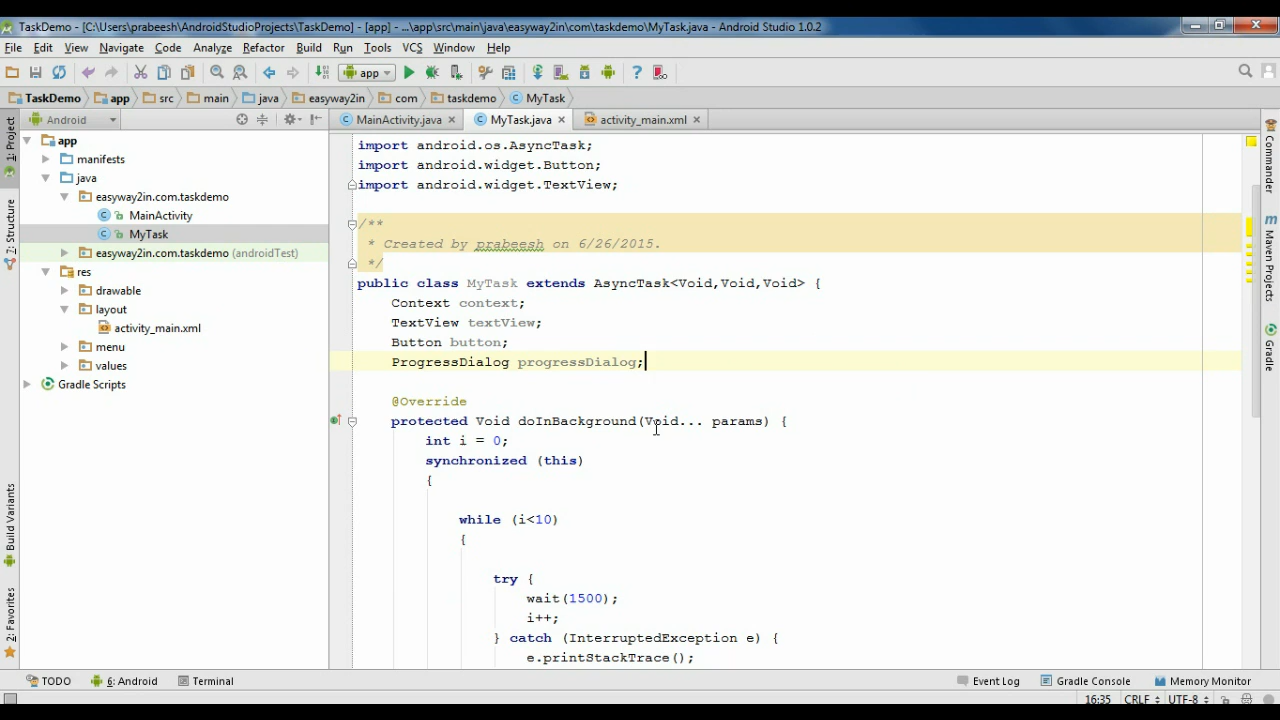 TaskDemo - [C:\Users\prabeesh\AndroidStudioProjects\TaskDemo] - [app] - ...\app\src\main\java\easyway2in\com\taskdemo\MyTask.java - Android Studio 1.0.2
File Edit View Navigate Code Analyze Refactor Build Run Tools VCS Window Help
app
TaskDemo app src main java easyway2in com taskdemo MyTask
Android
MainActivity.java MyTask.java activity_main.xml
1: Project
7: Structure
Build Variants
2: Favorites
app
manifests
java
easyway2in.com.taskdemo
MainActivity
MyTask
easyway2in.com.taskdemo (androidTest)
res
drawable
layout
activity_main.xml
menu
values
Gradle Scripts
import android.os.AsyncTask;
import android.widget.Button;
import android.widget.TextView;
/**
* Created by prabeesh on 6/26/2015.
*/
public class MyTask extends AsyncTask<Void,Void,Void> {
Context context;
TextView textView;
Button button;
ProgressDialog progressDialog;
@Override
protected Void doInBackground(Void... params) {
int i = 0;
synchronized (this)
{
while (i<10)
{
try {
wait(1500);
i++;
} catch (InterruptedException e) {
e.printStackTrace();
Commander
Maven Projects
Gradle
TODO 6: Android Terminal Event Log Gradle Console Memory Monitor
16:35 CRLF UTF-8